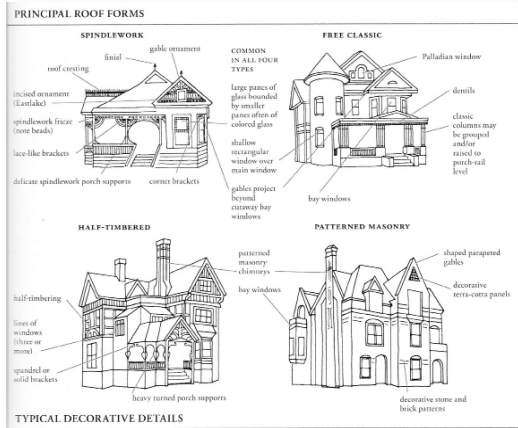 PRINCIPAL ROOF FORMS
SPINDLEWORK
finial
gable ornament
roof cresting
incised ornament
(Eastlake)
spindlework frieze
(note beads)
lace-like brackets
delicate spindlework porch supports
corner brackets
COMMON
IN ALL FOUR
TYPES
large panes of
glass bounded
by smaller
panes often of
colored glass
shallow
rectangular
window over
main window
gables project
beyond
cutaway bay
windows
FREE CLASSIC
Palladian window
dentils
classic
columns may
be grouped
and/or
raised to
porch-rail
level
bay windows
HALF-TIMBERED
half-timbering
lines of
windows
(three or
more)
spandrel or
solid brackets
heavy turned porch supports
patterned
masonry
chimneys
bay windows
PATTERNED MASONRY
shaped parapeted
gables
decorative
terra-cotta panels
decorative stone and
brick patterns
TYPICAL DECORATIVE DETAILS